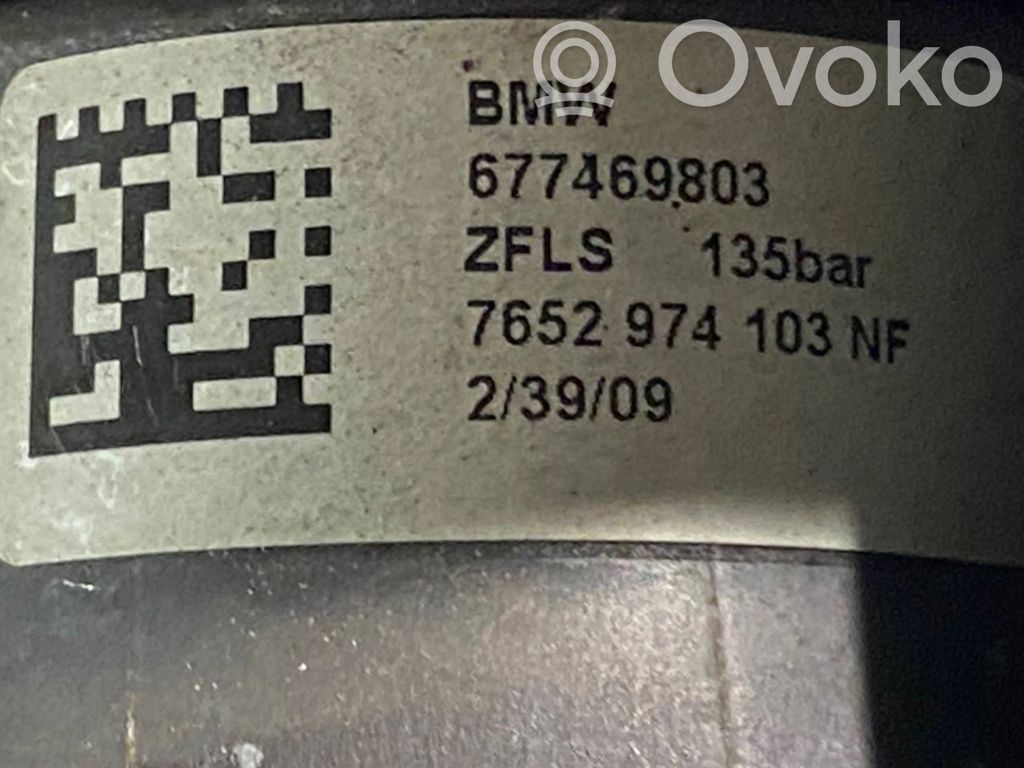 Ovoko
BMW
677469803
ZFLS 135bar
7652 974 103 NF
2/39/09